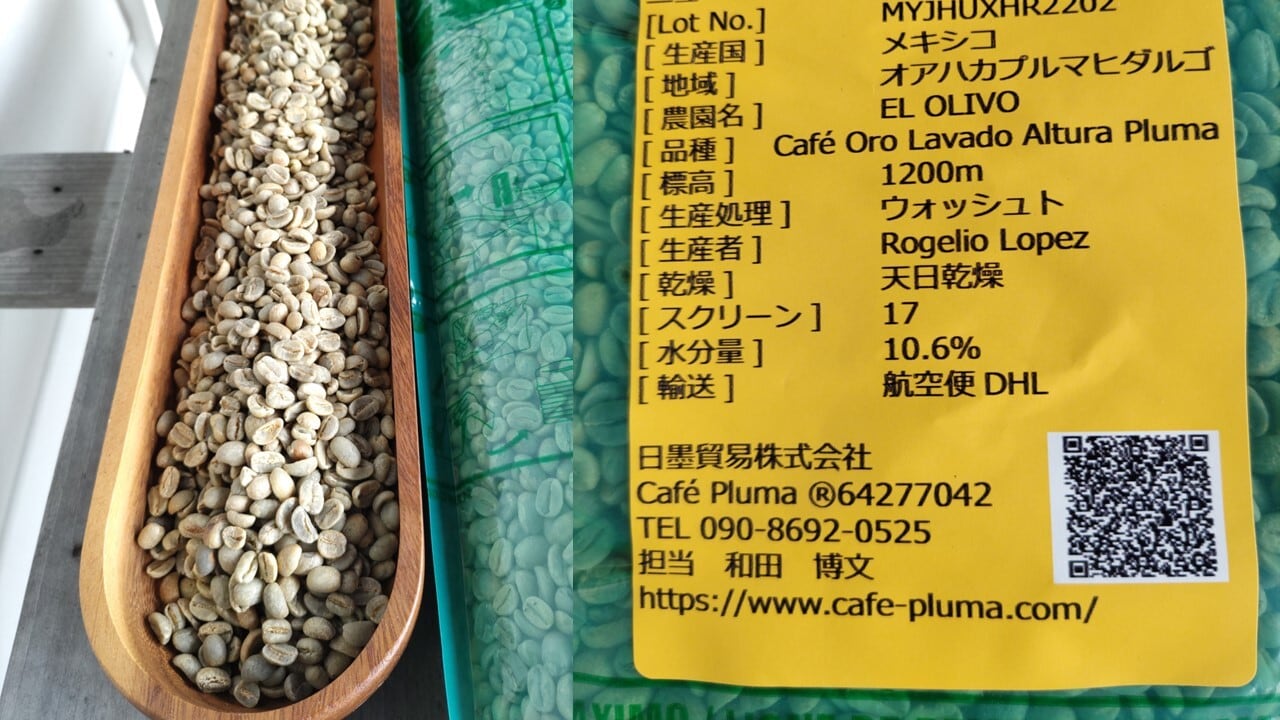 [Lot No.] MYJHUXHR2202
[ 生産国 ] メキシコ
[ 地域 ] オアハカプルマヒダルゴ
[ 農園名 ] EL OLIVO
[ 品種 ] Café Oro Lavado Altura Pluma
[ 標高 ] 1200m
[ 生産処理 ] ウォッシュト
[ 生産者 ] Rogelio Lopez
[ 乾燥 ] 天日乾燥
[ スクリーン ] 17
[ 水分量 ] 10.6%
[ 輸送 ] 航空便 DHL
日墨貿易株式会社
Café Pluma ®64277042
TEL 090-8692-0525
担当 和田 博文
https://www.cafe-pluma.com/